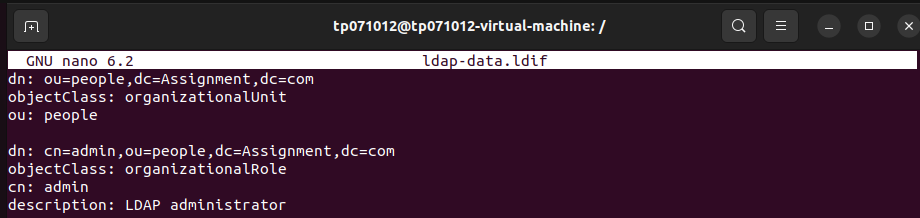 tp071012@tp071012-virtual-machine: /
GNU nano 6.2 ldap-data.ldif
dn: ou=people,dc=Assignment,dc=com
objectClass: organizationalUnit
ou: people
dn: cn=admin,ou=people,dc=Assignment,dc=com
objectClass: organizationalRole
cn: admin
description: LDAP administrator